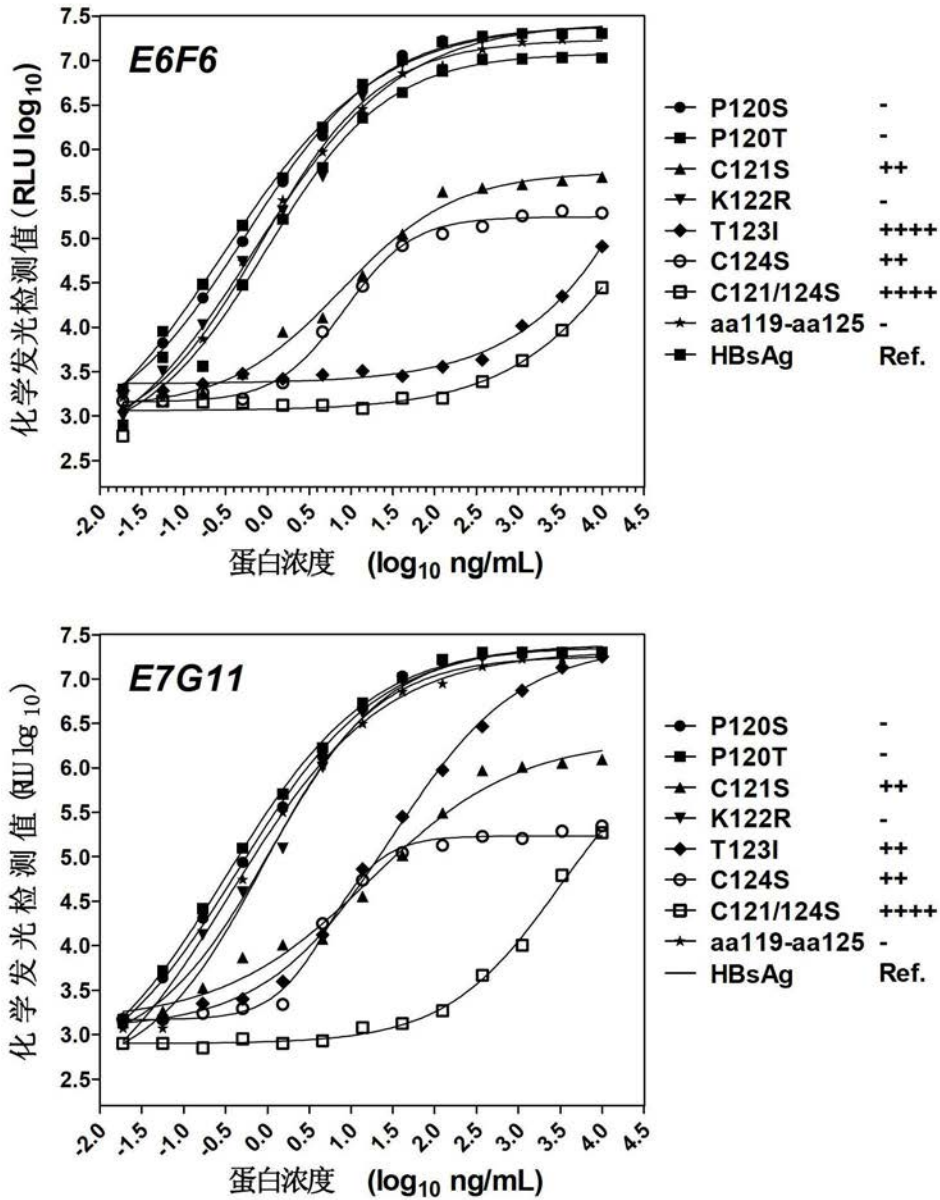 E6F6
化学发光检测值(RLU log10)
7.5
7.0
6.5
6.0
5.5
5.0
4.5
4.0
3.5
3.0
2.5
-2.0 -1.5 -1.0 -0.5 0.0 0.5 1.0 1.5 2.0 2.5 3.0 3.5 4.0 4.5
蛋白浓度 (log10 ng/mL)
P120S -
P120T -
C121S ++
K122R -
T123I ++++
C124S ++
C121/124S ++++
aa119-aa125 -
HBsAg Ref.
E7G11
化学发光检测值(RLU log 10)
7.5
7.0
6.5
6.0
5.5
5.0
4.5
4.0
3.5
3.0
2.5
-2.0 -1.5 -1.0 -0.5 0.0 0.5 1.0 1.5 2.0 2.5 3.0 3.5 4.0 4.5
蛋白浓度 (log10 ng/mL)
P120S -
P120T -
C121S ++
K122R -
T123I ++
C124S ++
C121/124S ++++
aa119-aa125 -
HBsAg Ref.